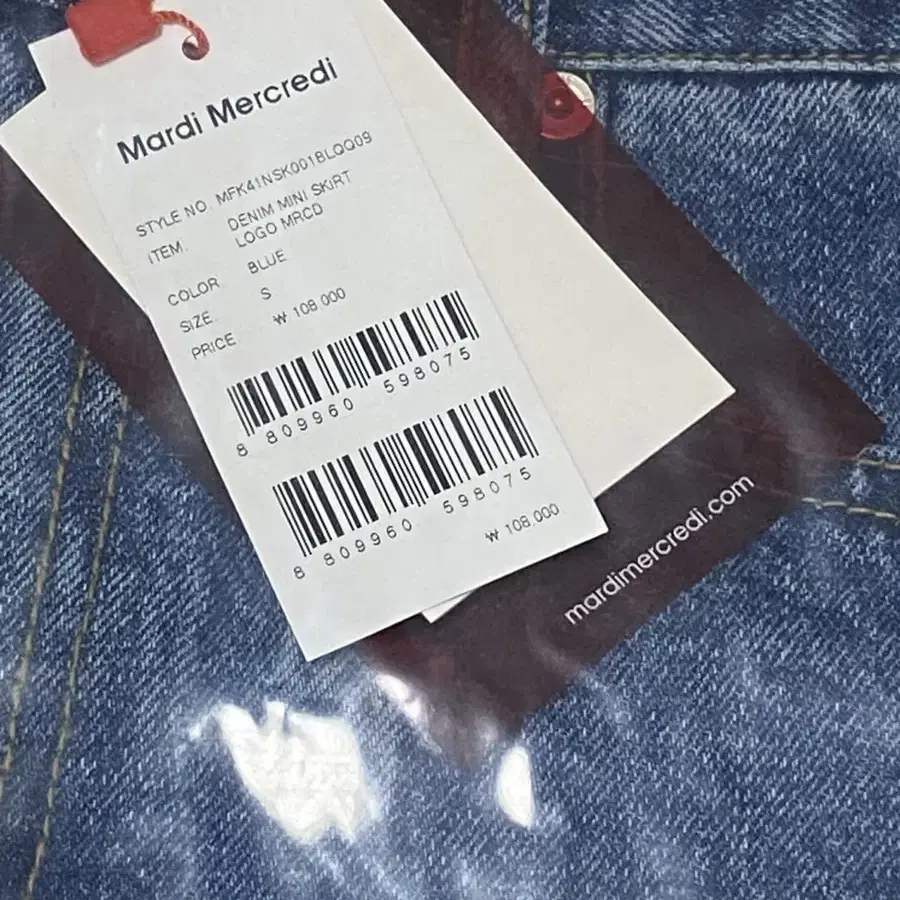 Mardi Mercredi
STYLE NO. MFK41NSK001BLQQ09
ITEM. DENIM MINI SKIRT
LOGO MRCD
COLOR BLUE
SIZE. S
PRICE ₩ 108.000
8 809960 598075
8 809960 598075
₩ 108.000
mardimercredi.com